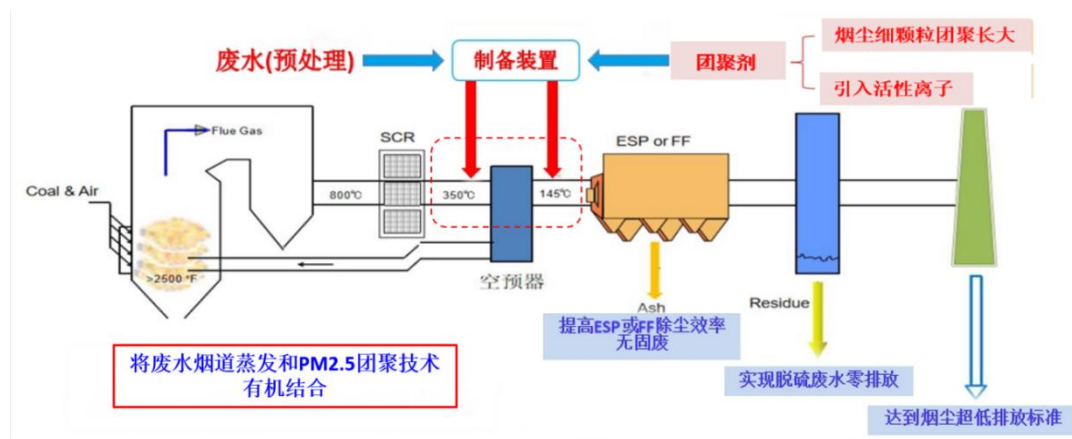 废水(预处理)
制备装置
团聚剂
烟尘细颗粒团聚长大
引入活性离子
Flue Gas
SCR
ESP or FF
Coal & Air
800℃
350℃
145℃
>2500 °F
空预器
Ash
Residue
提高ESP或FF除尘效率
无固废
将废水烟道蒸发和PM2.5团聚技术
有机结合
实现脱硫废水零排放
达到烟尘超低排放标准